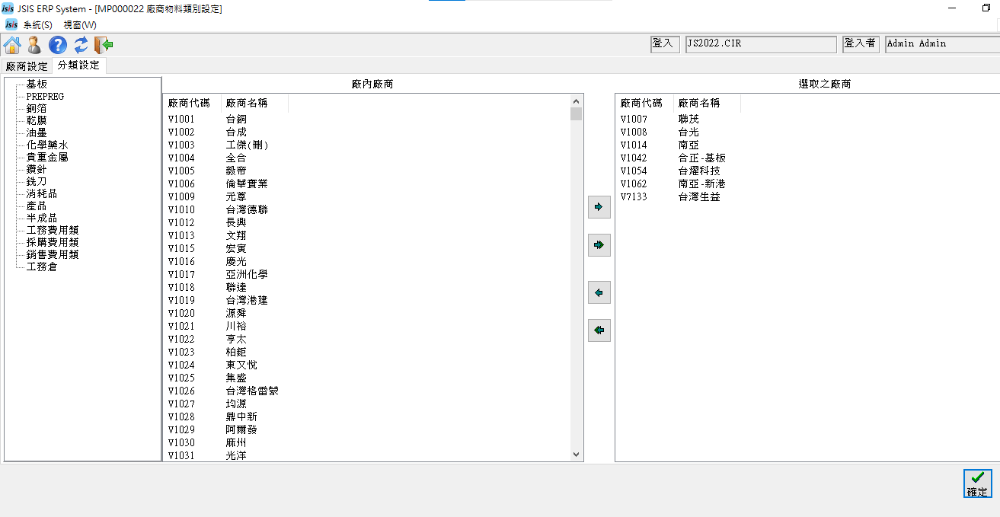 jsis JSIS ERP System - [MP000022 廠商物料類別設定]
jsis 系統(S) 視窗(W)
登入 JS2022.CIR 登入者 Admin Admin
廠商設定 分類設定
基板
PREPREG
銅箔
乾膜
油墨
化學藥水
貴重金屬
鑽針
銑刀
消耗品
產品
半成品
工務費用類
採購費用類
銷售費用類
工務倉
廠內廠商
廠商代碼 廠商名稱
V1001 台銅
V1002 台成
V1003 工傑(刪)
V1004 全合
V1005 毅帝
V1006 倫華實業
V1009 元尊
V1010 台灣德聯
V1012 長興
V1013 文翔
V1015 宏寅
V1016 慶光
V1017 亞洲化學
V1018 聯達
V1019 台灣港建
V1020 源舜
V1021 川裕
V1022 亨太
V1023 柏鉅
V1024 東又悅
V1025 集盛
V1026 台灣格雷蒙
V1027 均源
V1028 鼎中新
V1029 阿爾發
V1030 麻州
V1031 光洋
選取之廠商
廠商代碼 廠商名稱
V1007 聯茂
V1008 台光
V1014 南亞
V1042 合正-基板
V1054 台燿科技
V1062 南亞-新港
V7133 台灣生益
確定